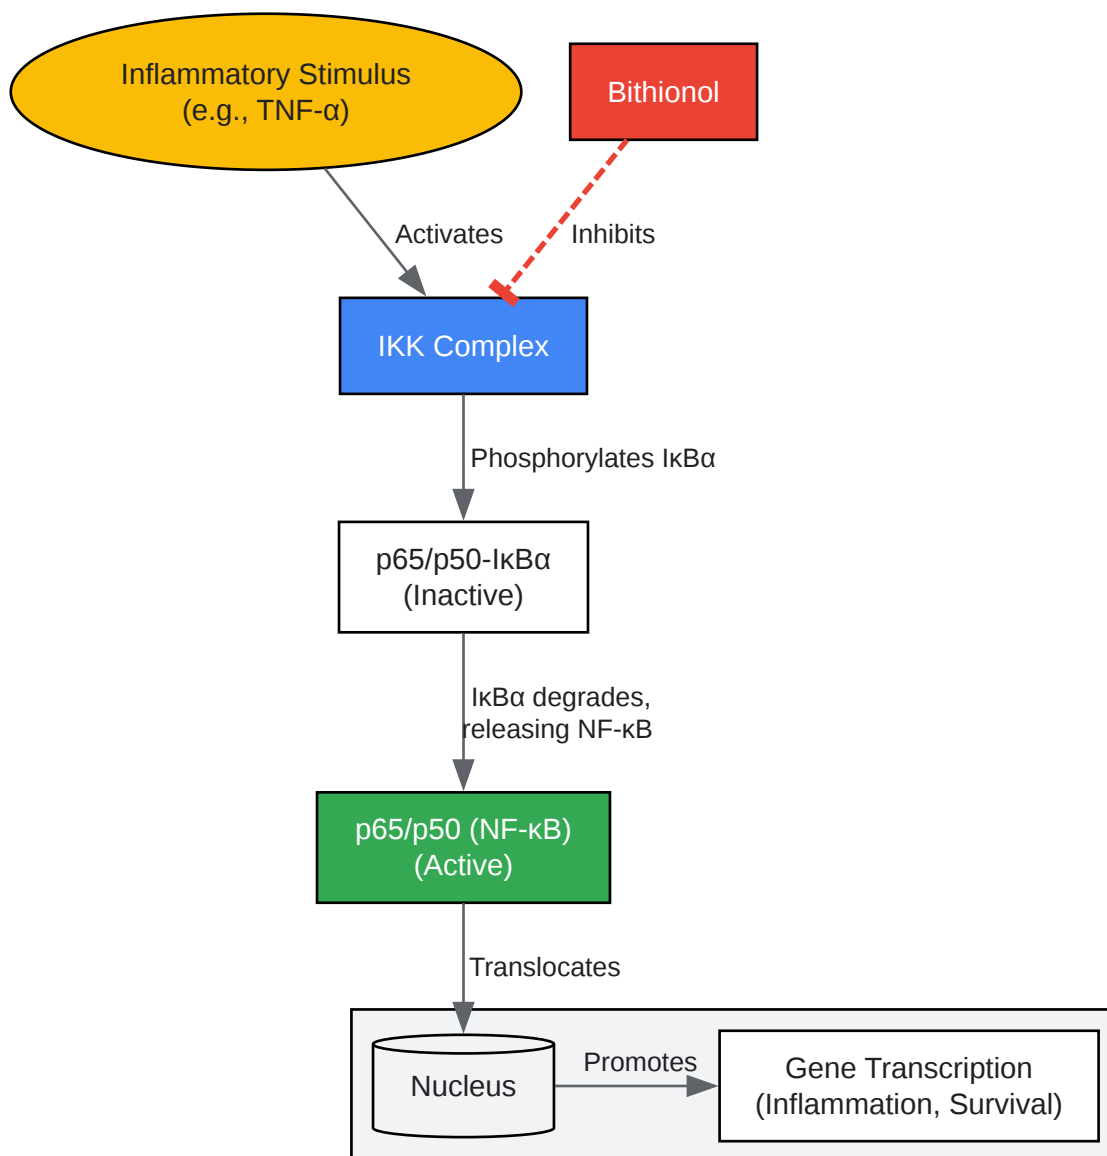 Inflammatory Stimulus
(e.g., TNF-α)
Bithionol
Activates
Inhibits
IKK Complex
Phosphorylates IκBα
p65/p50-IκBα
(Inactive)
IκBα degrades,
releasing NF-κB
p65/p50 (NF-κB)
(Active)
Translocates
Nucleus
Promotes
Gene Transcription
(Inflammation, Survival)